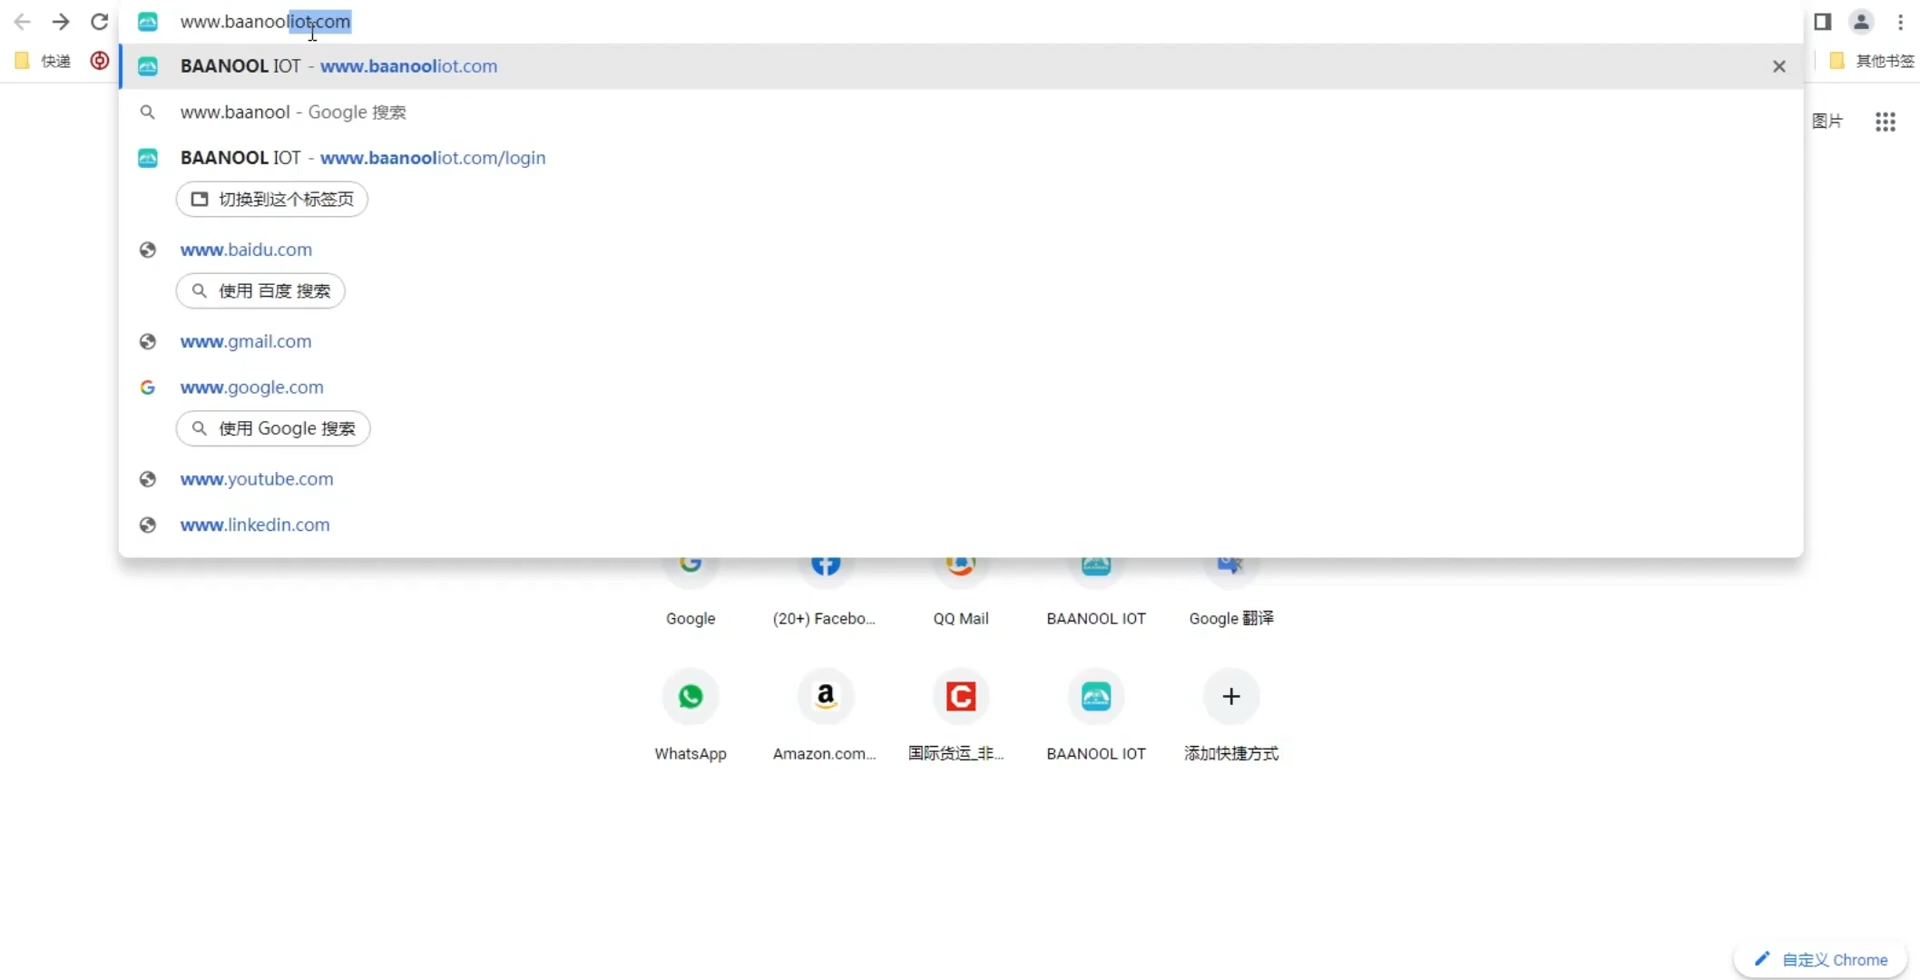 www.baanooliot.com
快递
BAANOOL IOT - www.baanooliot.com
其他书签
www.baanool - Google 搜索
图片
BAANOOL IOT - www.baanooliot.com/login
切换到这个标签页
www.baidu.com
使用 百度 搜索
www.gmail.com
www.google.com
使用 Google 搜索
www.youtube.com
www.linkedin.com
Google
(20+) Facebo...
QQ Mail
BAANOOL IOT
Google 翻译
WhatsApp
Amazon.com...
国际货运_非...
BAANOOL IOT
添加快捷方式
自定义 Chrome